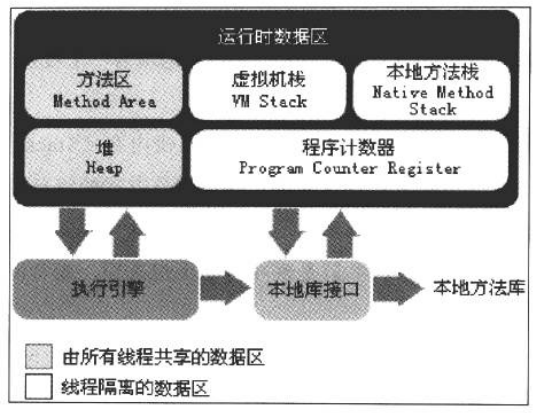 运行时数据区
方法区
Method Area
虚拟机栈
VM Stack
本地方法栈
Native Method
Stack
堆
Heap
程序计数器
Program Counter Register
执行引擎
本地库接口
本地方法库
由所有线程共享的数据区
线程隔离的数据区